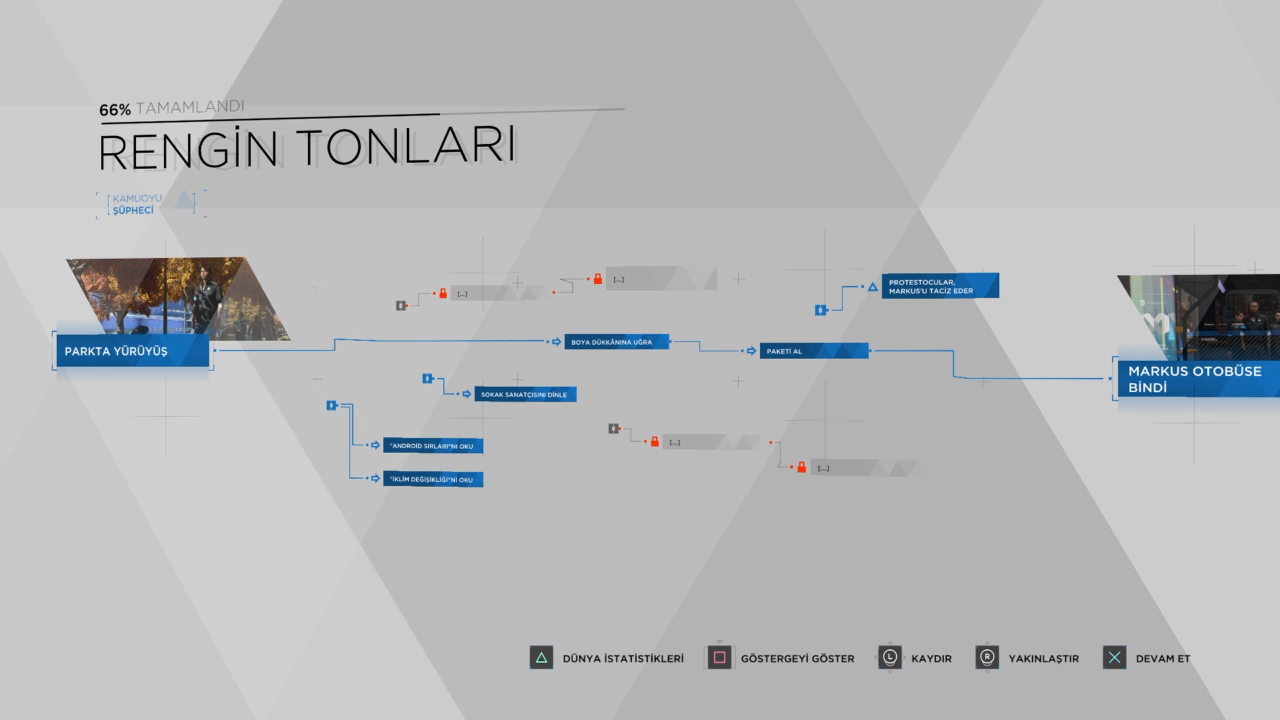 66% TAMAMLANDI
RENGİN TONLARI
KAMUOYU
ŞÜPHECİ
[...]
[...]
PROTESTOCULAR,
MARKUS'U TACİZ EDER
PARKTA YÜRÜYÜŞ
BOYA DÜKKÂNINA UĞRA
PAKETİ AL
MARKUS OTOBÜSE
BİNDİ
SOKAK SANATÇISINI DİNLE
"ANDROİD SIRLARI"NI OKU
[...]
[...]
"İKLİM DEĞİŞİKLİĞİ"Nİ OKU
DÜNYA İSTATİSTİKLERİ
GÖSTERGEYİ GÖSTER
L
KAYDIR
R
YAKINLAŞTIR
DEVAM ET